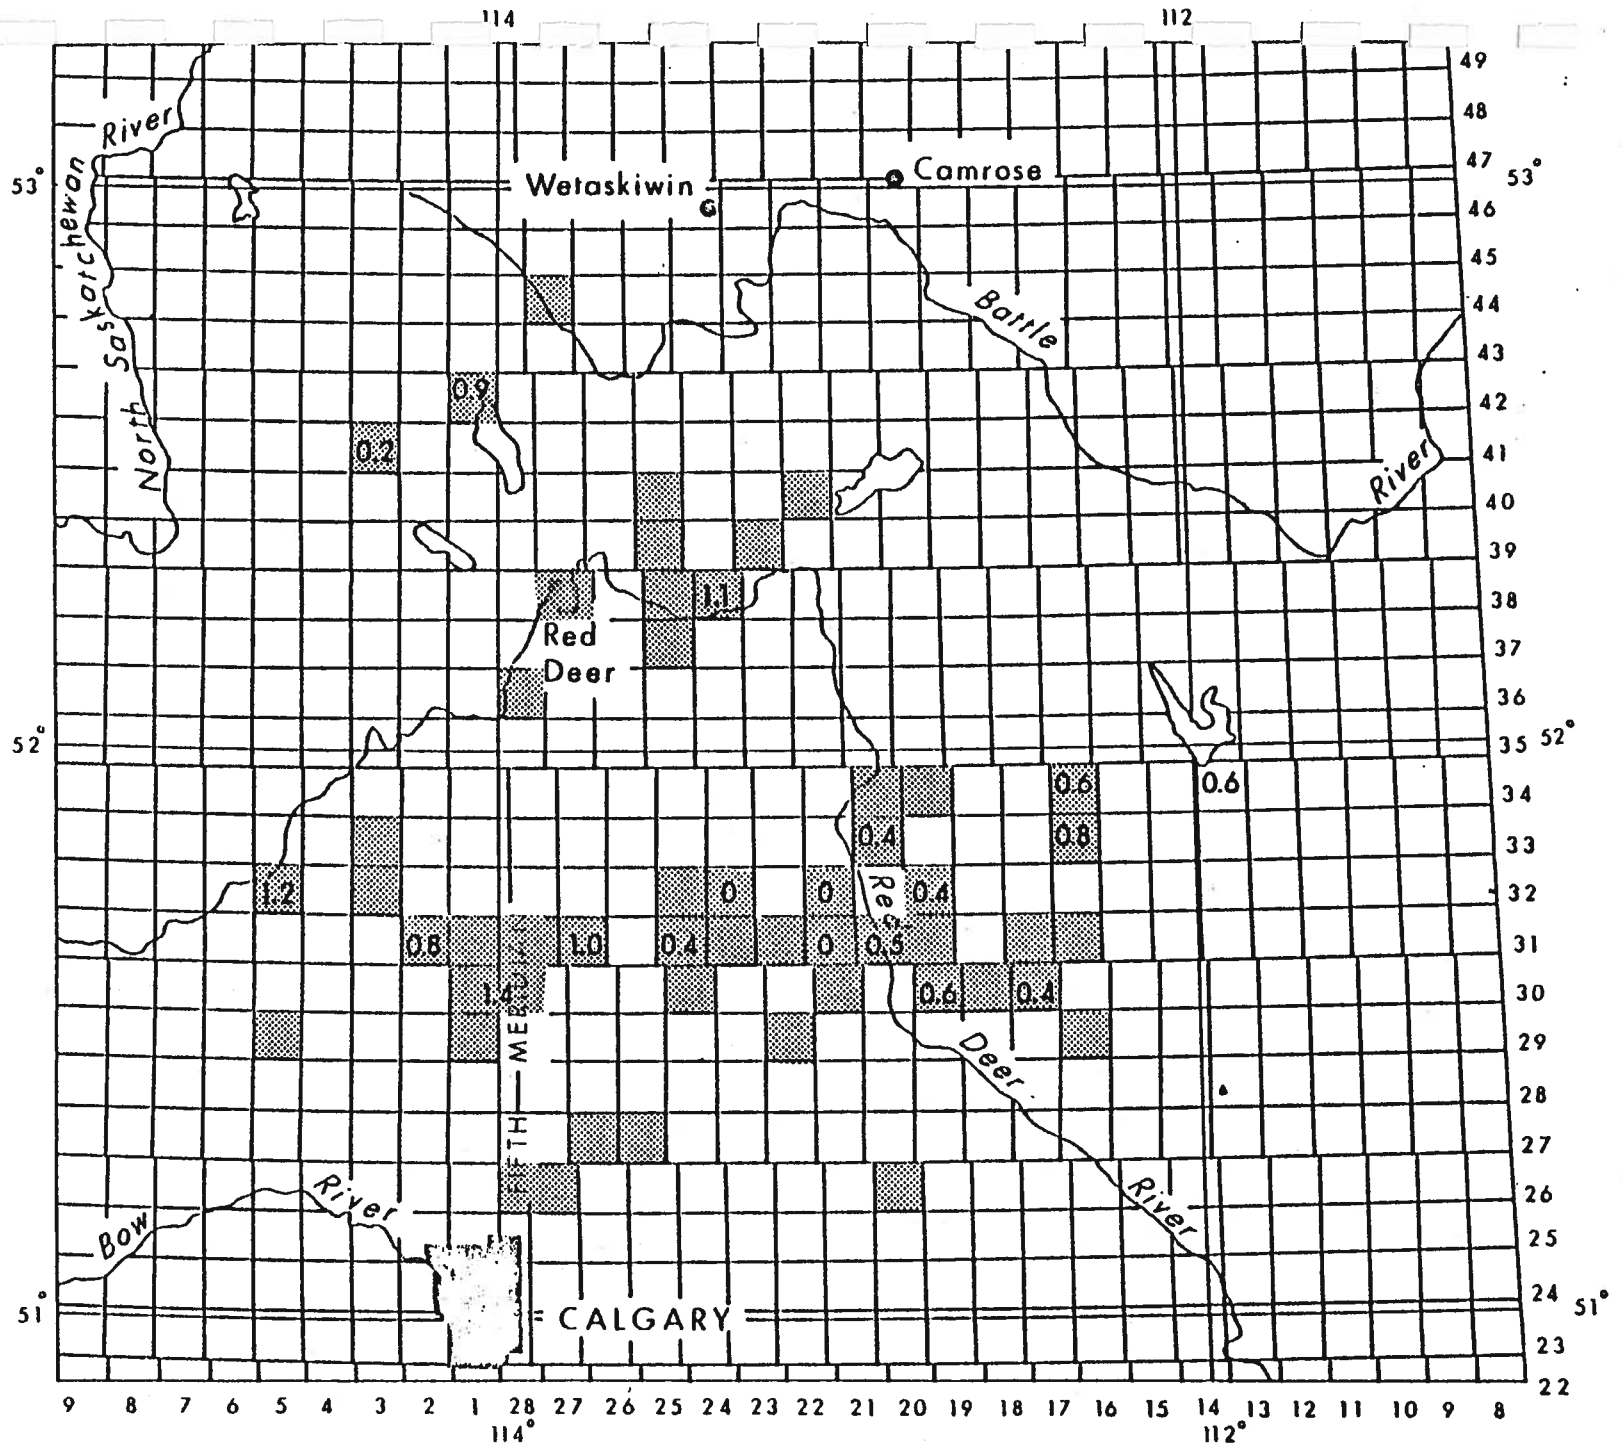 114 112
49
48
River
47
53° Wetaskiwin Camrose 53°
46
45
44
Battle
43
0.9
42
0.2
41
River
40
North Saskatchewan
39
1.1
38
Red
Deer
37
36
52° 35 52°
0.6 0.6
34
0.4 0.8
33
1.2 0 0 0.4
32
Red
0.8 1.0 0.4 0 0.5
31
1.4 0.6 0.4
30
29
Deer
28
FIFTH MERIDIAN
27
River
26
River
Bow
25
24
51° CALGARY 51°
23
22
9 8 7 6 5 4 3 2 1 28 27 26 25 24 23 22 21 20 19 18 17 16 15 14 13 12 11 10 9 8
114° 112°